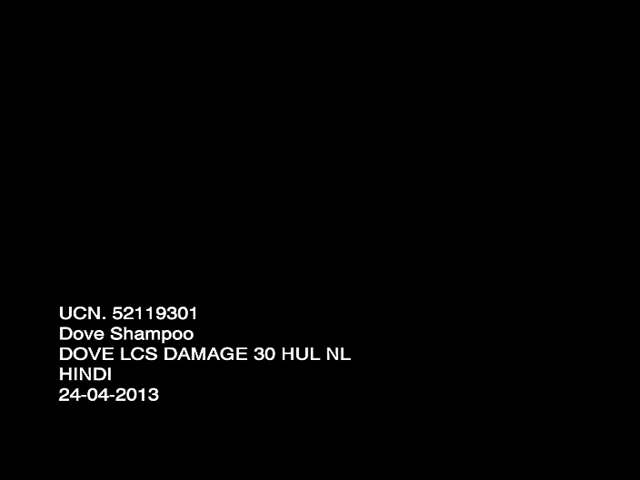 UCN. 52119301
Dove Shampoo
DOVE LCS DAMAGE 30 HUL NL
HINDI
24-04-2013